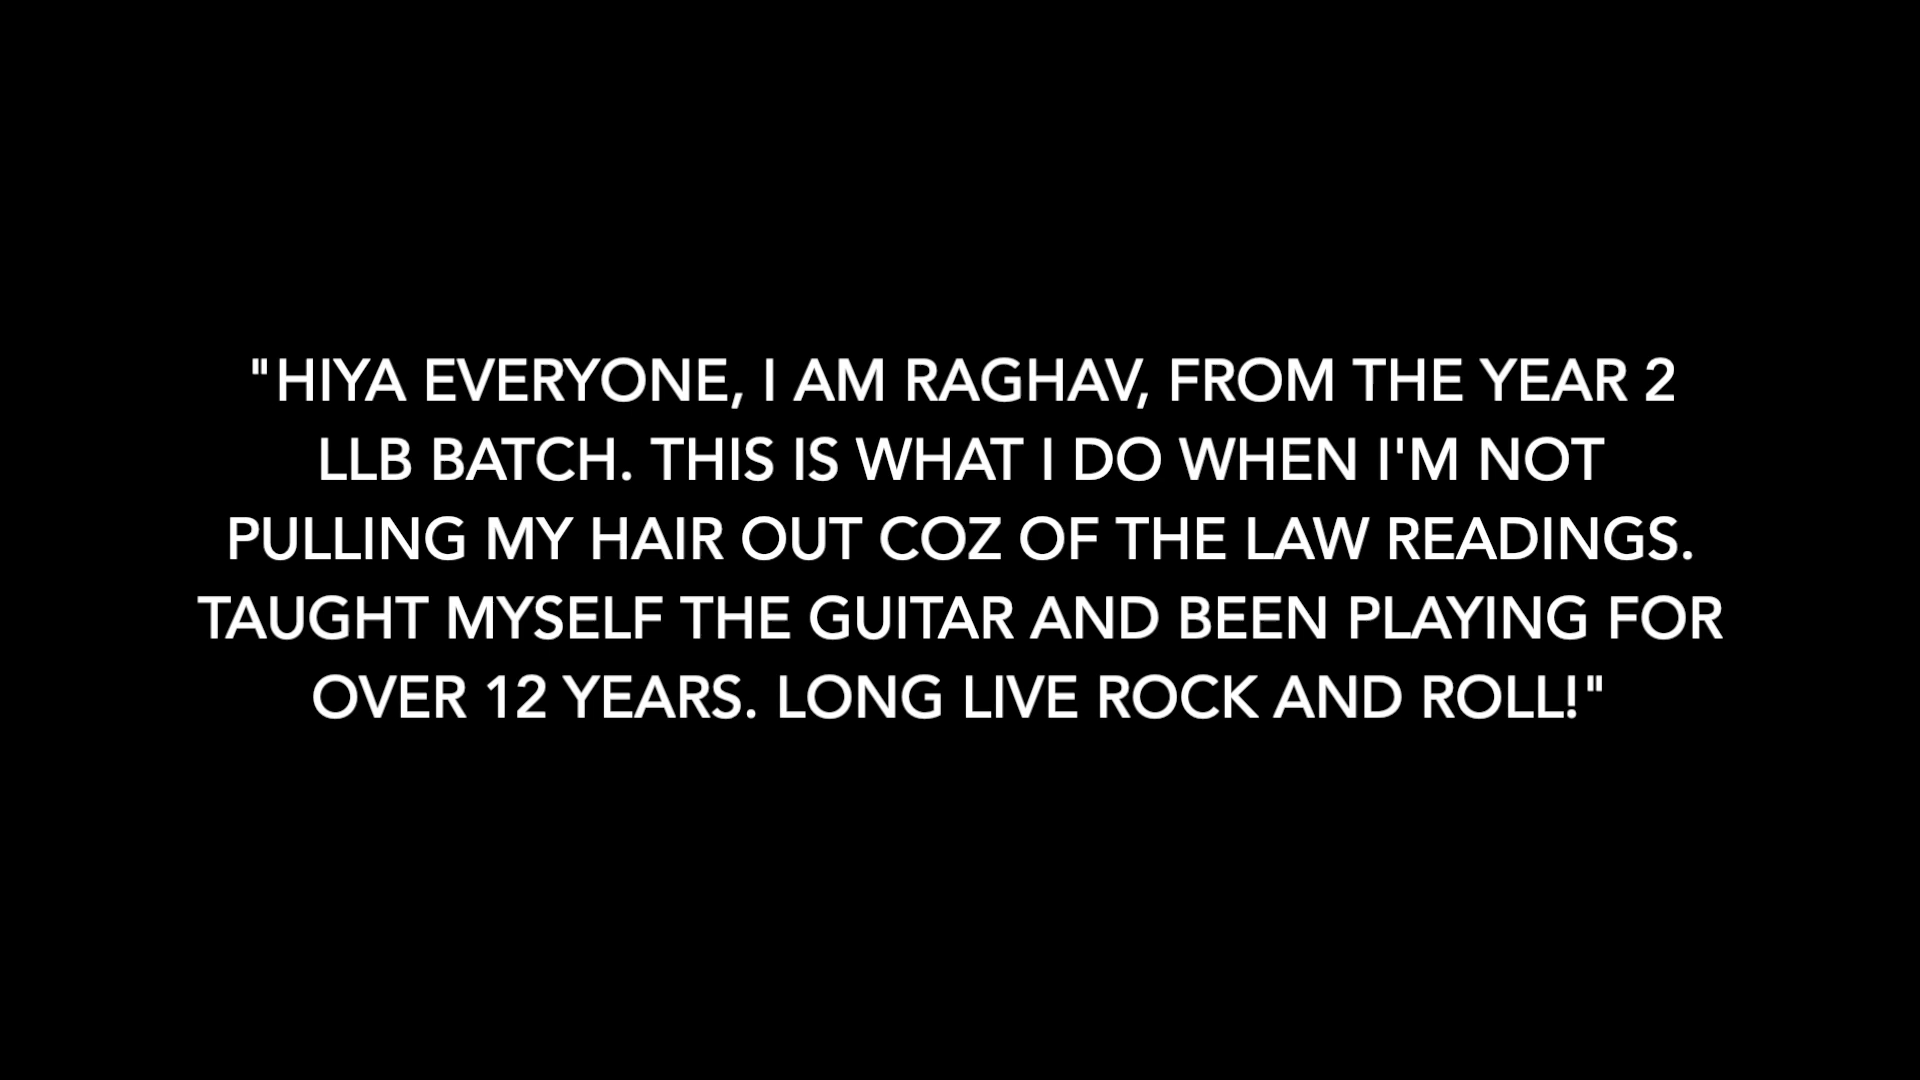 "HIYA EVERYONE, I AM RAGHAV, FROM THE YEAR 2
LLB BATCH. THIS IS WHAT I DO WHEN I'M NOT
PULLING MY HAIR OUT COZ OF THE LAW READINGS.
TAUGHT MYSELF THE GUITAR AND BEEN PLAYING FOR
OVER 12 YEARS. LONG LIVE ROCK AND ROLL!"